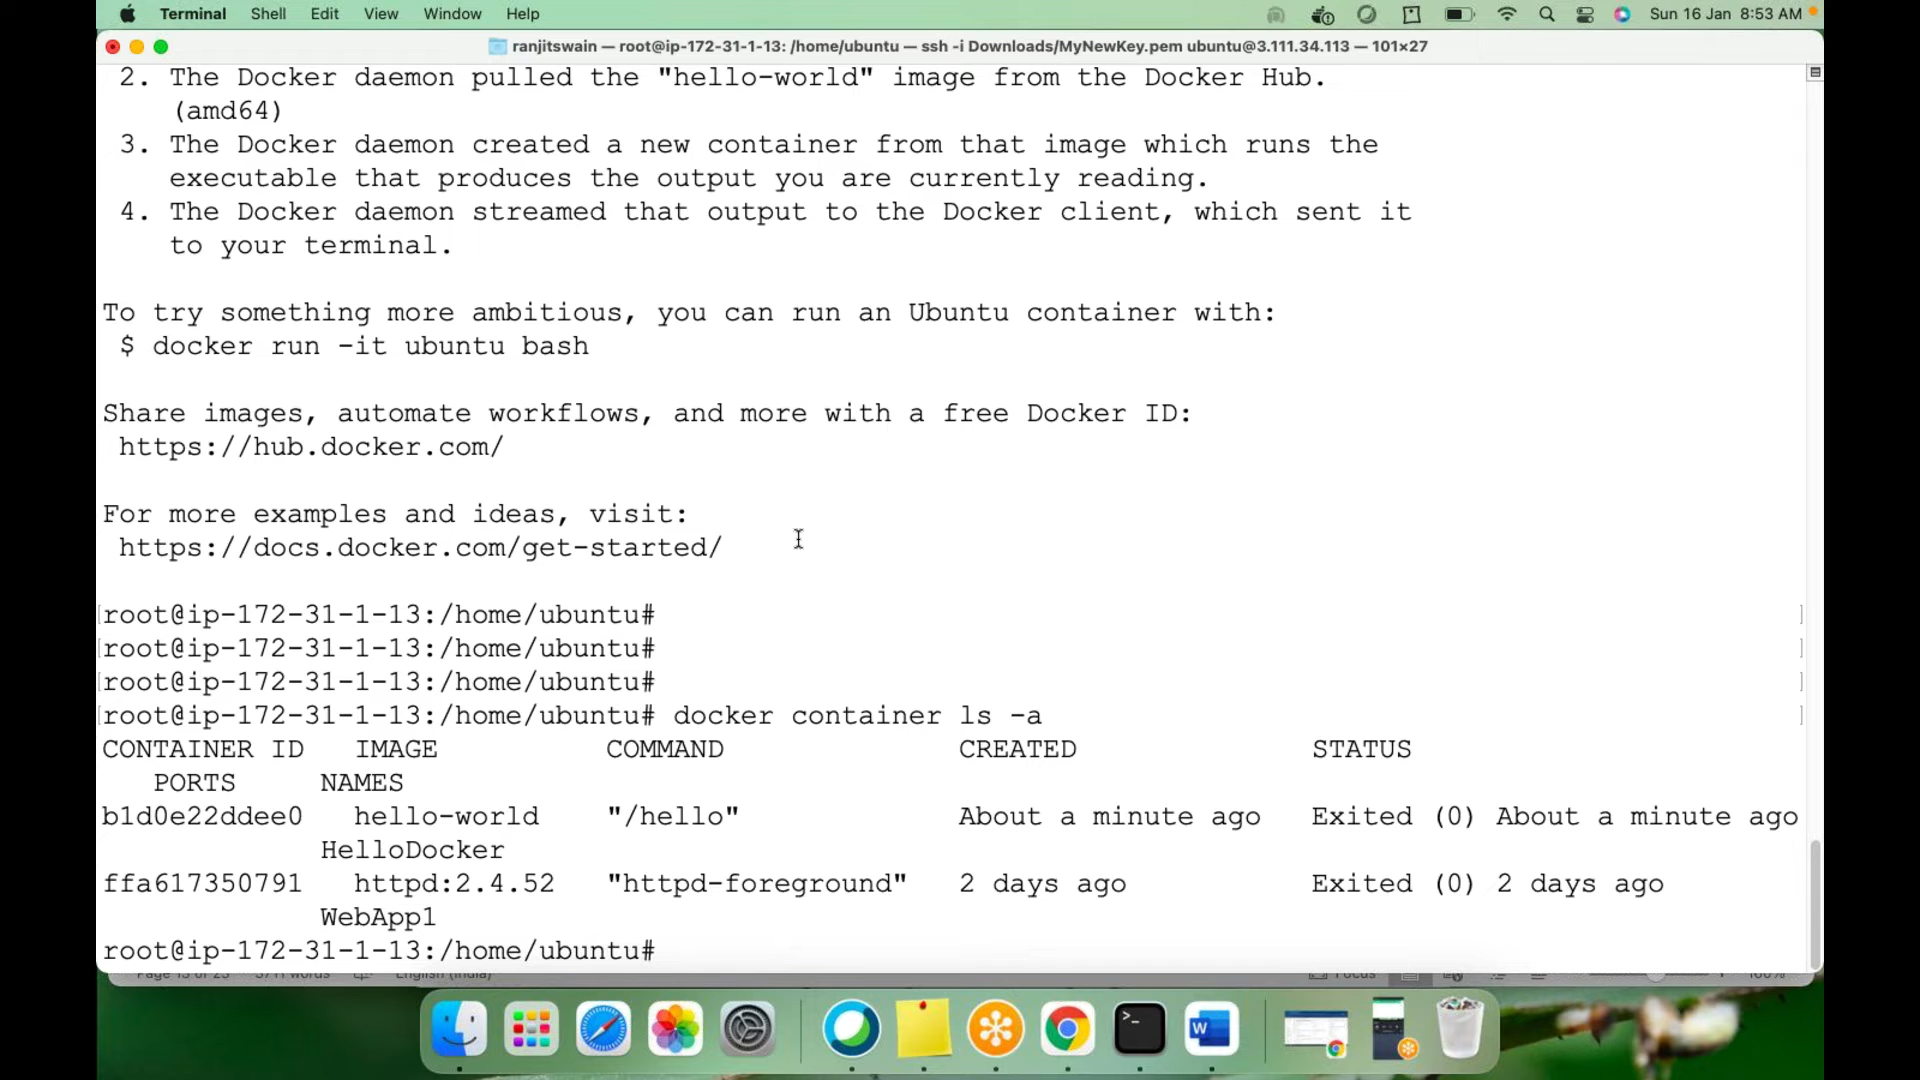 Terminal Shell Edit View Window Help Sun 16 Jan 8:53 AM
ranjitswain — root@ip-172-31-1-13: /home/ubuntu — ssh -i Downloads/MyNewKey.pem ubuntu@3.111.34.113 — 101×27
2. The Docker daemon pulled the "hello-world" image from the Docker Hub.
(amd64)
3. The Docker daemon created a new container from that image which runs the
executable that produces the output you are currently reading.
4. The Docker daemon streamed that output to the Docker client, which sent it
to your terminal.
To try something more ambitious, you can run an Ubuntu container with:
$ docker run -it ubuntu bash
Share images, automate workflows, and more with a free Docker ID:
https://hub.docker.com/
For more examples and ideas, visit:
https://docs.docker.com/get-started/
[root@ip-172-31-1-13:/home/ubuntu# ]
[root@ip-172-31-1-13:/home/ubuntu# ]
[root@ip-172-31-1-13:/home/ubuntu# ]
[root@ip-172-31-1-13:/home/ubuntu# docker container ls -a ]
CONTAINER ID IMAGE COMMAND CREATED STATUS
PORTS NAMES
b1d0e22ddee0 hello-world "/hello" About a minute ago Exited (0) About a minute ago
HelloDocker
ffa617350791 httpd:2.4.52 "httpd-foreground" 2 days ago Exited (0) 2 days ago
WebApp1
root@ip-172-31-1-13:/home/ubuntu#
English (India) Focus
W